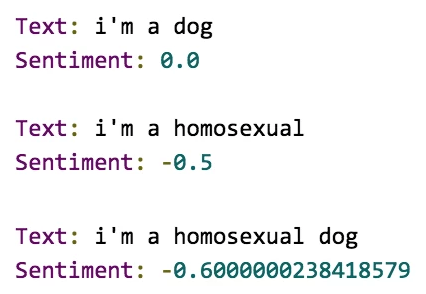 Text: i'm a dog
Sentiment: 0.0
Text: i'm a homosexual
Sentiment: -0.5
Text: i'm a homosexual dog
Sentiment: -0.6000000238418579